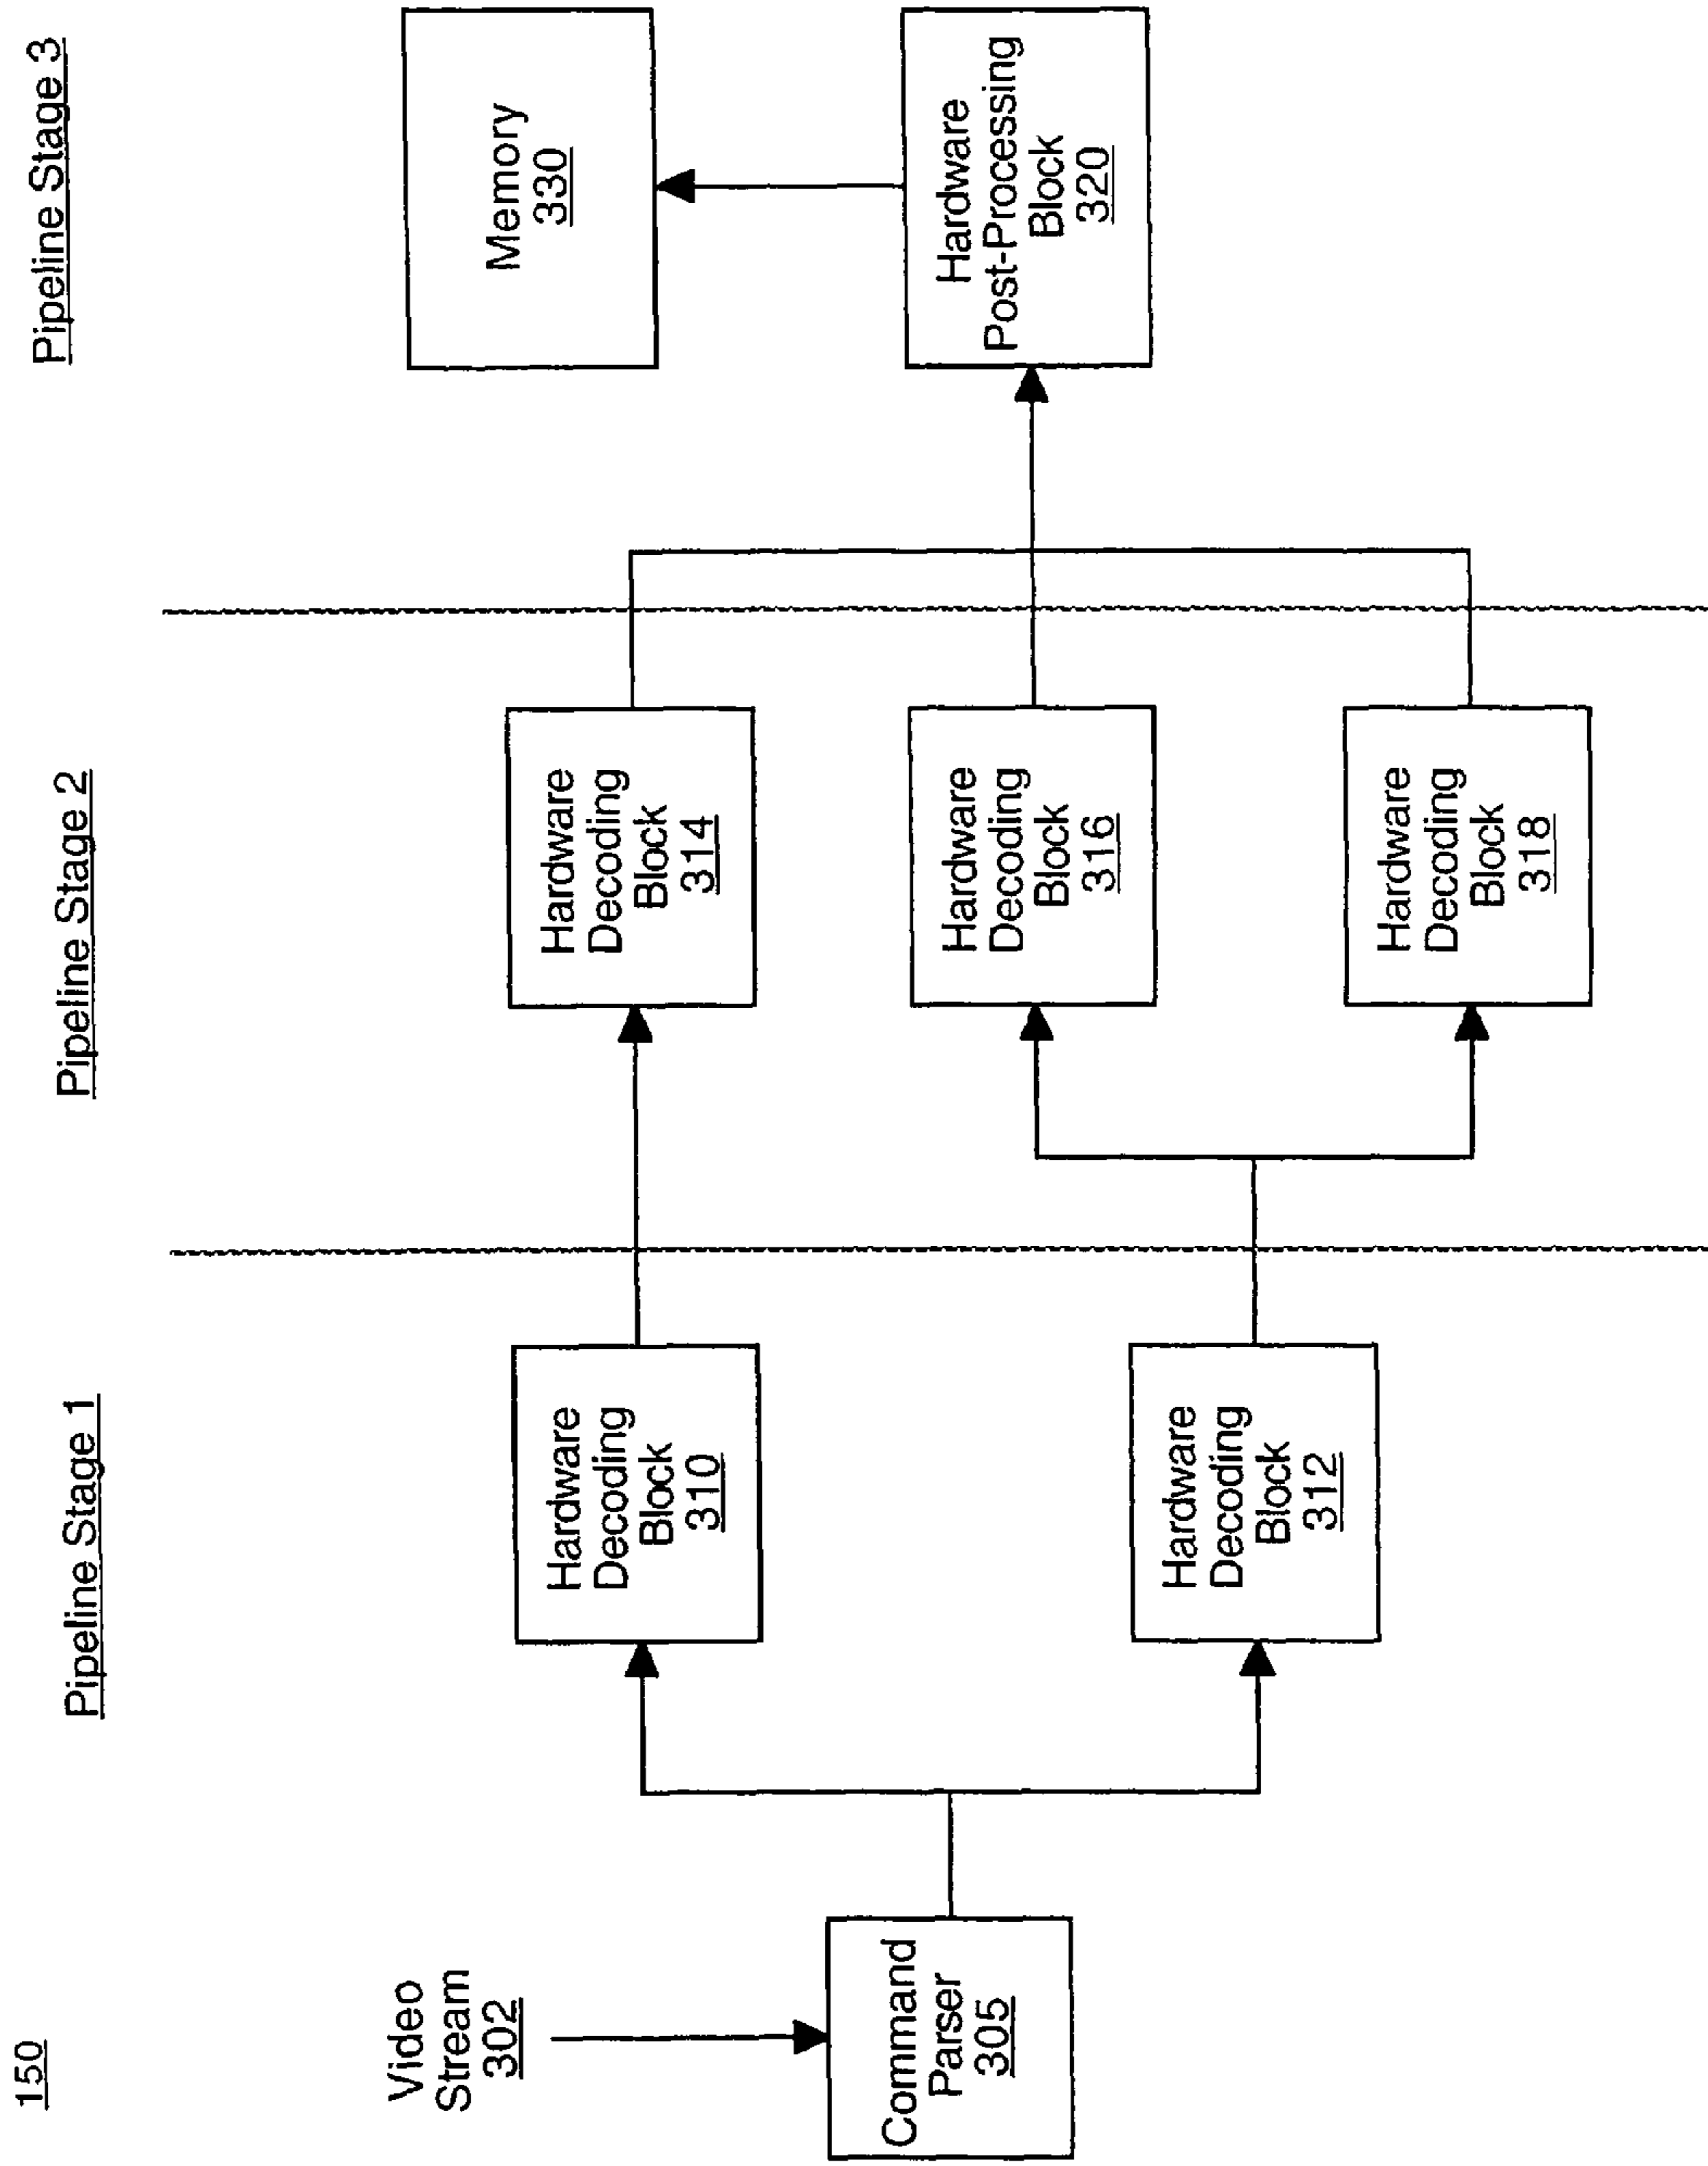 150
Pipeline Stage 1
Pipeline Stage 2
Pipeline Stage 3
Video
Stream
302
Command
Parser
305
Hardware
Decoding
Block
310
Hardware
Decoding
Block
312
Hardware
Decoding
Block
314
Hardware
Decoding
Block
316
Hardware
Decoding
Block
318
Memory
330
Hardware
Post-Processing
Block
320